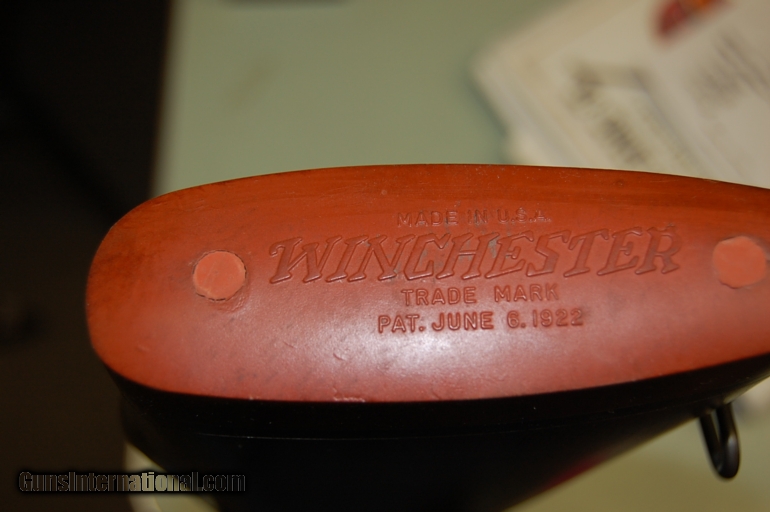 MADE IN U.S.A.
WINCHESTER
TRADE MARK
PAT. JUNE 6. 1922
GunsInternational.com